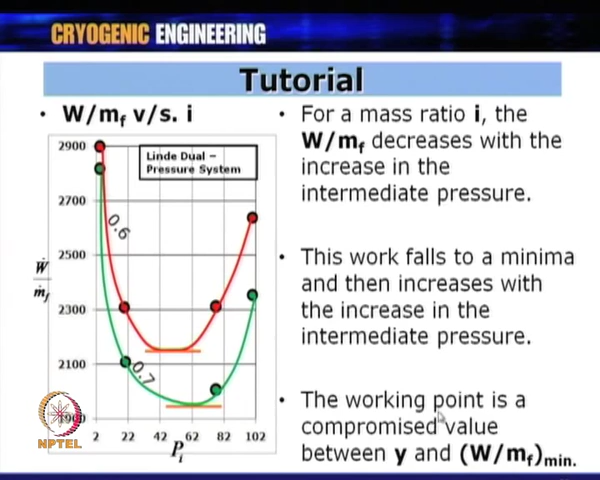 CRYOGENIC ENGINEERING
Tutorial
• W/mf v/s. i
2900
2700
2500
2300
2100
1900
Ẇ
ṁf
Linde Dual –
Pressure System
0.6
0.7
2 22 42 62 82 102
Pi
NPTEL
• For a mass ratio i, the
W/mf decreases with the
increase in the
intermediate pressure.
• This work falls to a minima
and then increases with
the increase in the
intermediate pressure.
• The working point is a
compromised value
between y and (W/mf)min.